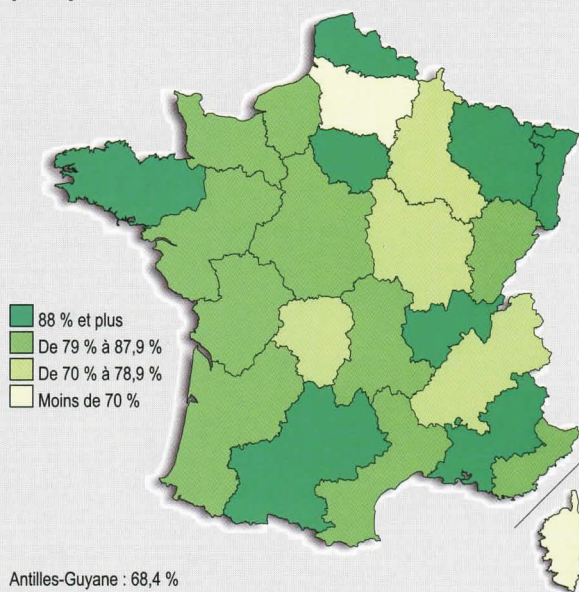 88 % et plus
De 79 % à 87,9 %
De 70 % à 78,9 %
Moins de 70 %
Antilles-Guyane : 68,4 %